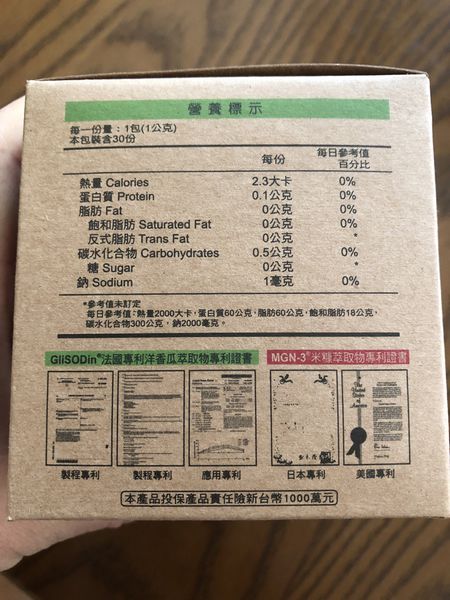 營養標示
每一份量：1包(1公克)
本包裝含30份
每份 每日參考值百分比
熱量 Calories 2.3大卡 0%
蛋白質 Protein 0.1公克 0%
脂肪 Fat 0公克 0%
飽和脂肪 Saturated Fat 0公克 0%
反式脂肪 Trans Fat 0公克 *
碳水化合物 Carbohydrates 0.5公克 0%
糖 Sugar 0公克 *
鈉 Sodium 1毫克 0%
*參考值未訂定
每日參考值：熱量2000大卡，蛋白質60公克，脂肪60公克，飽和脂肪18公克，
碳水化合物300公克，鈉2000毫克。
GliSODin®法國專利洋香瓜萃取物專利證書 MGN-3®米糠萃取物專利證書
製程專利 製程專利 應用專利 日本專利 美國專利
本產品投保產品責任險新台幣1000萬元